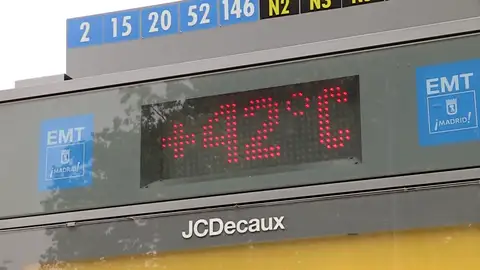 2 15 20 52 146 N2 N3
EMT
¡MADRID!
+42°C
EMT
¡MADRID!
JCDecaux